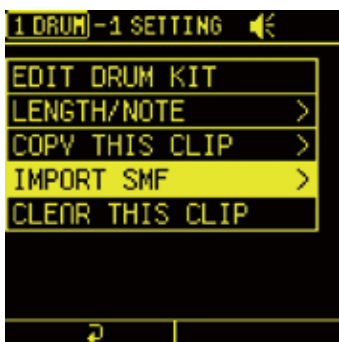 1 DRUM -1 SETTING
EDIT DRUM KIT
LENGTH/NOTE >
COPY THIS CLIP >
IMPORT SMF >
CLEAR THIS CLIP